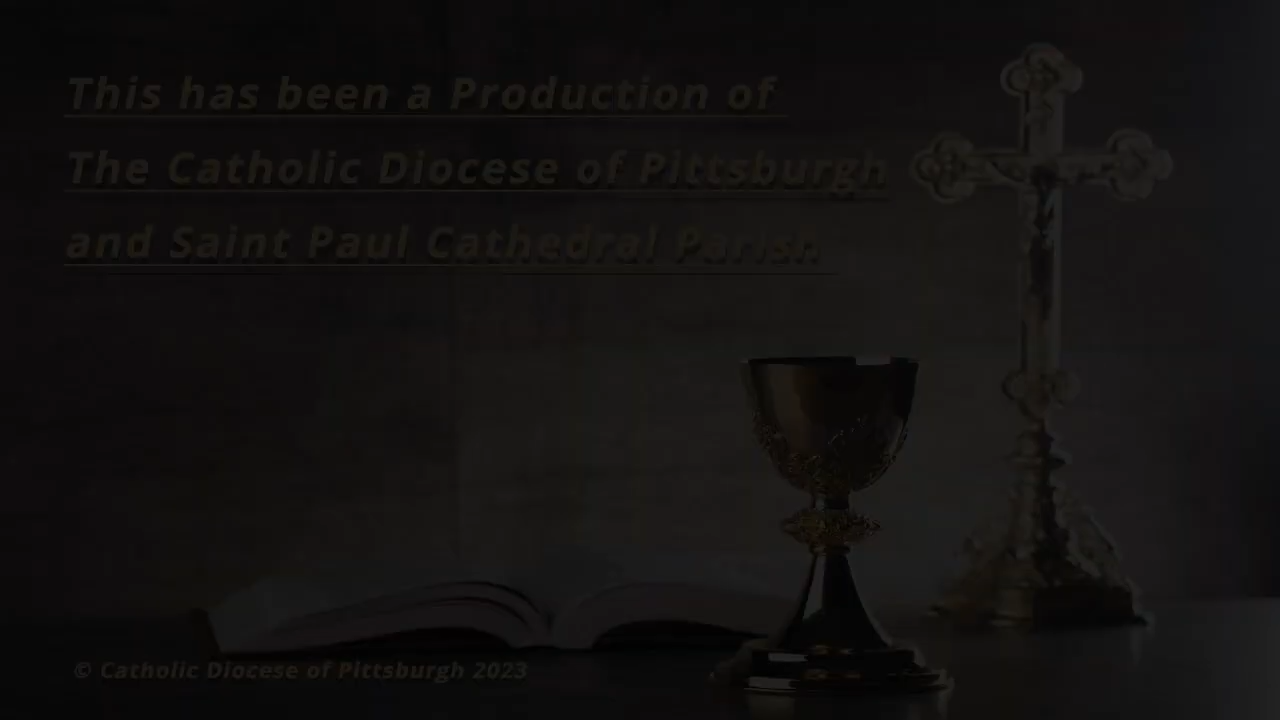 This has been a Production of
The Catholic Diocese of Pittsburgh
and Saint Paul Cathedral Parish
© Catholic Diocese of Pittsburgh 2023